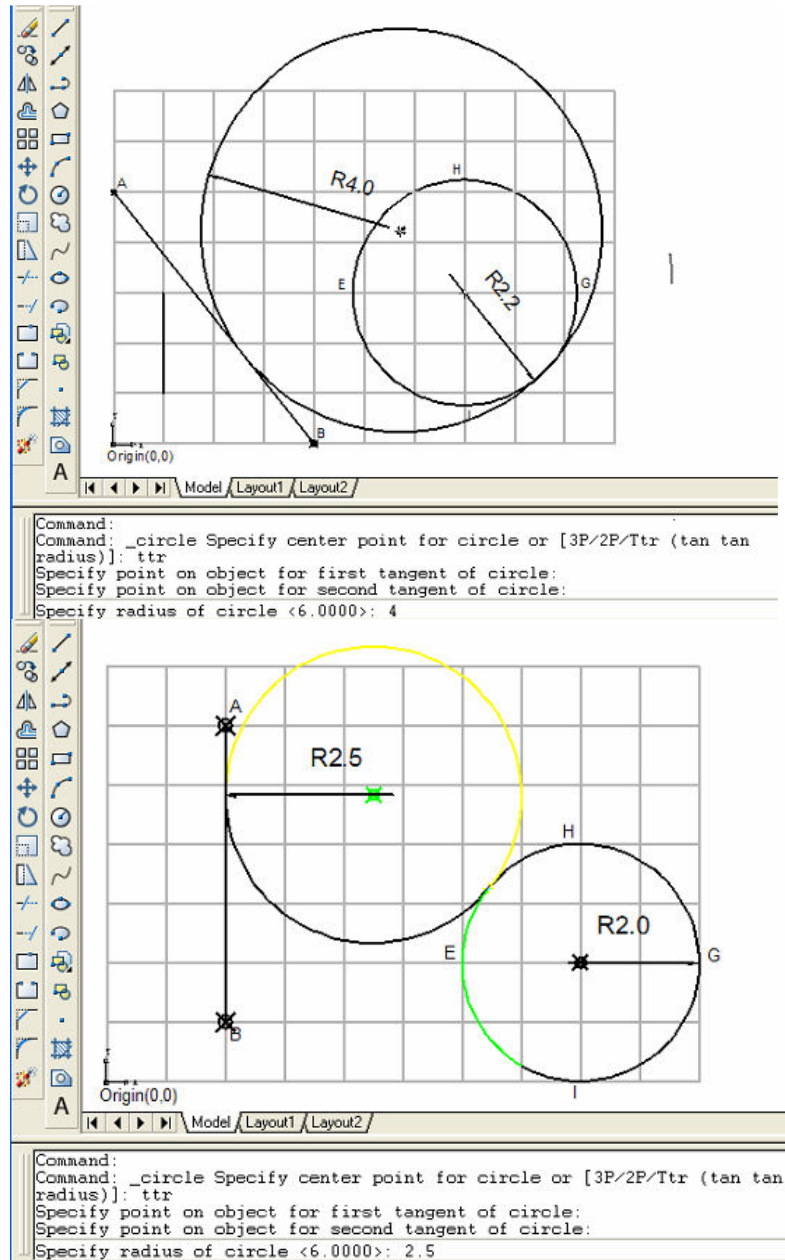 A
R4.0
H
E
G
R2.2
I
B
Origin(0,0)
A
Model Layout1 Layout2
Command:
Command: _circle Specify center point for circle or [3P/2P/Ttr (tan tan
radius)]: ttr
Specify point on object for first tangent of circle:
Specify point on object for second tangent of circle:
Specify radius of circle <6.0000>: 4
A
R2.5
H
R2.0
E
G
B
I
Origin(0,0)
A
Model Layout1 Layout2
Command:
Command: _circle Specify center point for circle or [3P/2P/Ttr (tan tan
radius)]: ttr
Specify point on object for first tangent of circle:
Specify point on object for second tangent of circle:
Specify radius of circle <6.0000>: 2.5